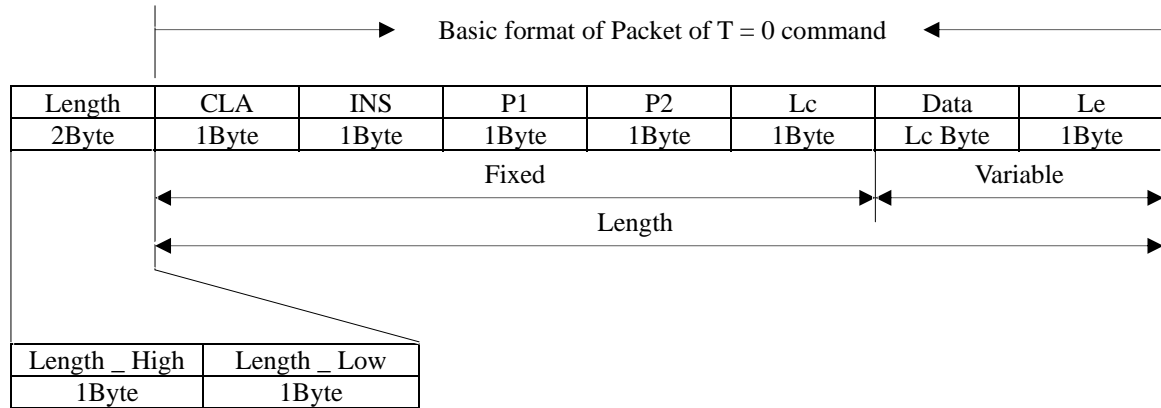 Basic format of Packet of T = 0 command
Length CLA INS P1 P2 Lc Data Le
2Byte 1Byte 1Byte 1Byte 1Byte 1Byte Lc Byte 1Byte
Fixed Variable
Length
Length _ High Length _ Low
1Byte 1Byte